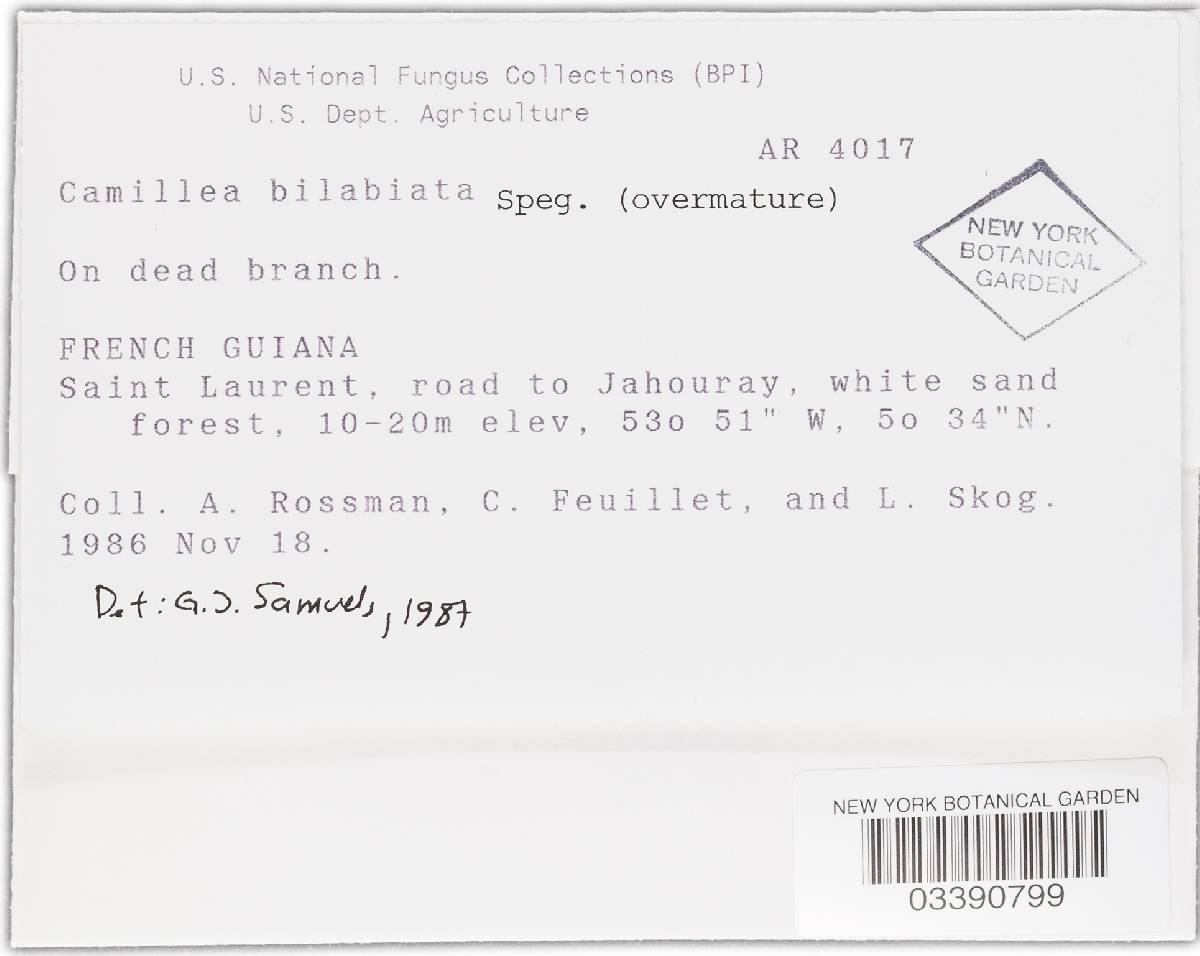 U.S. National Fungus Collections (BPI)
U.S. Dept. Agriculture
AR 4017
Camillea bilabiata Speg. (overmature)
NEW YORK
BOTANICAL
GARDEN
On dead branch.
FRENCH GUIANA
Saint Laurent, road to Jahouray, white sand
forest, 10-20m elev, 53o 51" W, 5o 34"N.
Coll. A. Rossman, C. Feuillet, and L. Skog.
1986 Nov 18.
Det: G.J. Samuels, 1987
NEW YORK BOTANICAL GARDEN
03390799